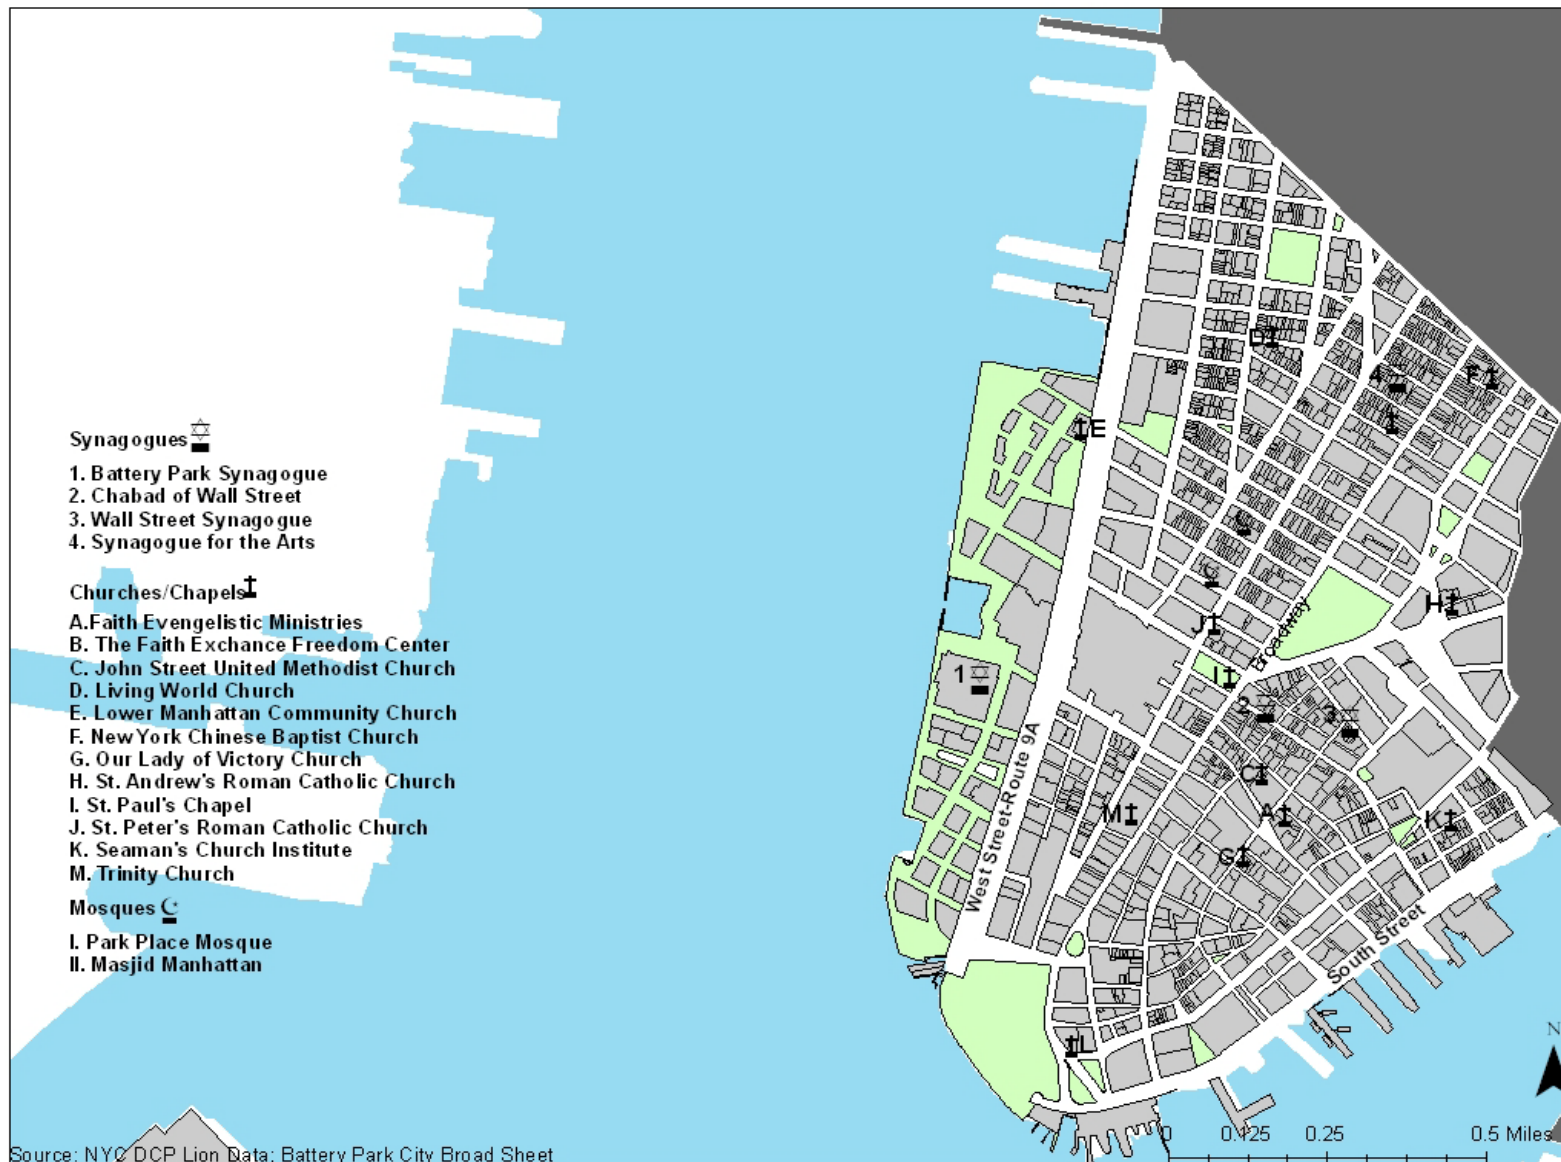 Synagogues
1. Battery Park Synagogue
2. Chabad of Wall Street
3. Wall Street Synagogue
4. Synagogue for the Arts
Churches/Chapels
A.Faith Evengelistic Ministries
B. The Faith Exchance Freedom Center
C. John Street United Methodist Church
D. Living World Church
E. Lower Manhattan Community Church
F. New York Chinese Baptist Church
G. Our Lady of Victory Church
H. St. Andrew's Roman Catholic Church
I. St. Paul's Chapel
J. St. Peter's Roman Catholic Church
K. Seaman's Church Institute
M. Trinity Church
Mosques
I. Park Place Mosque
II. Masjid Manhattan
D
4
F
E
H
J
Broadway
I
1
2
3
West Street-Route 9A
C
M
A
K
G
South Street
L
N
0 0.125 0.25 0.5 Miles
Source: NYC DCP Lion Data; Battery Park City Broad Sheet